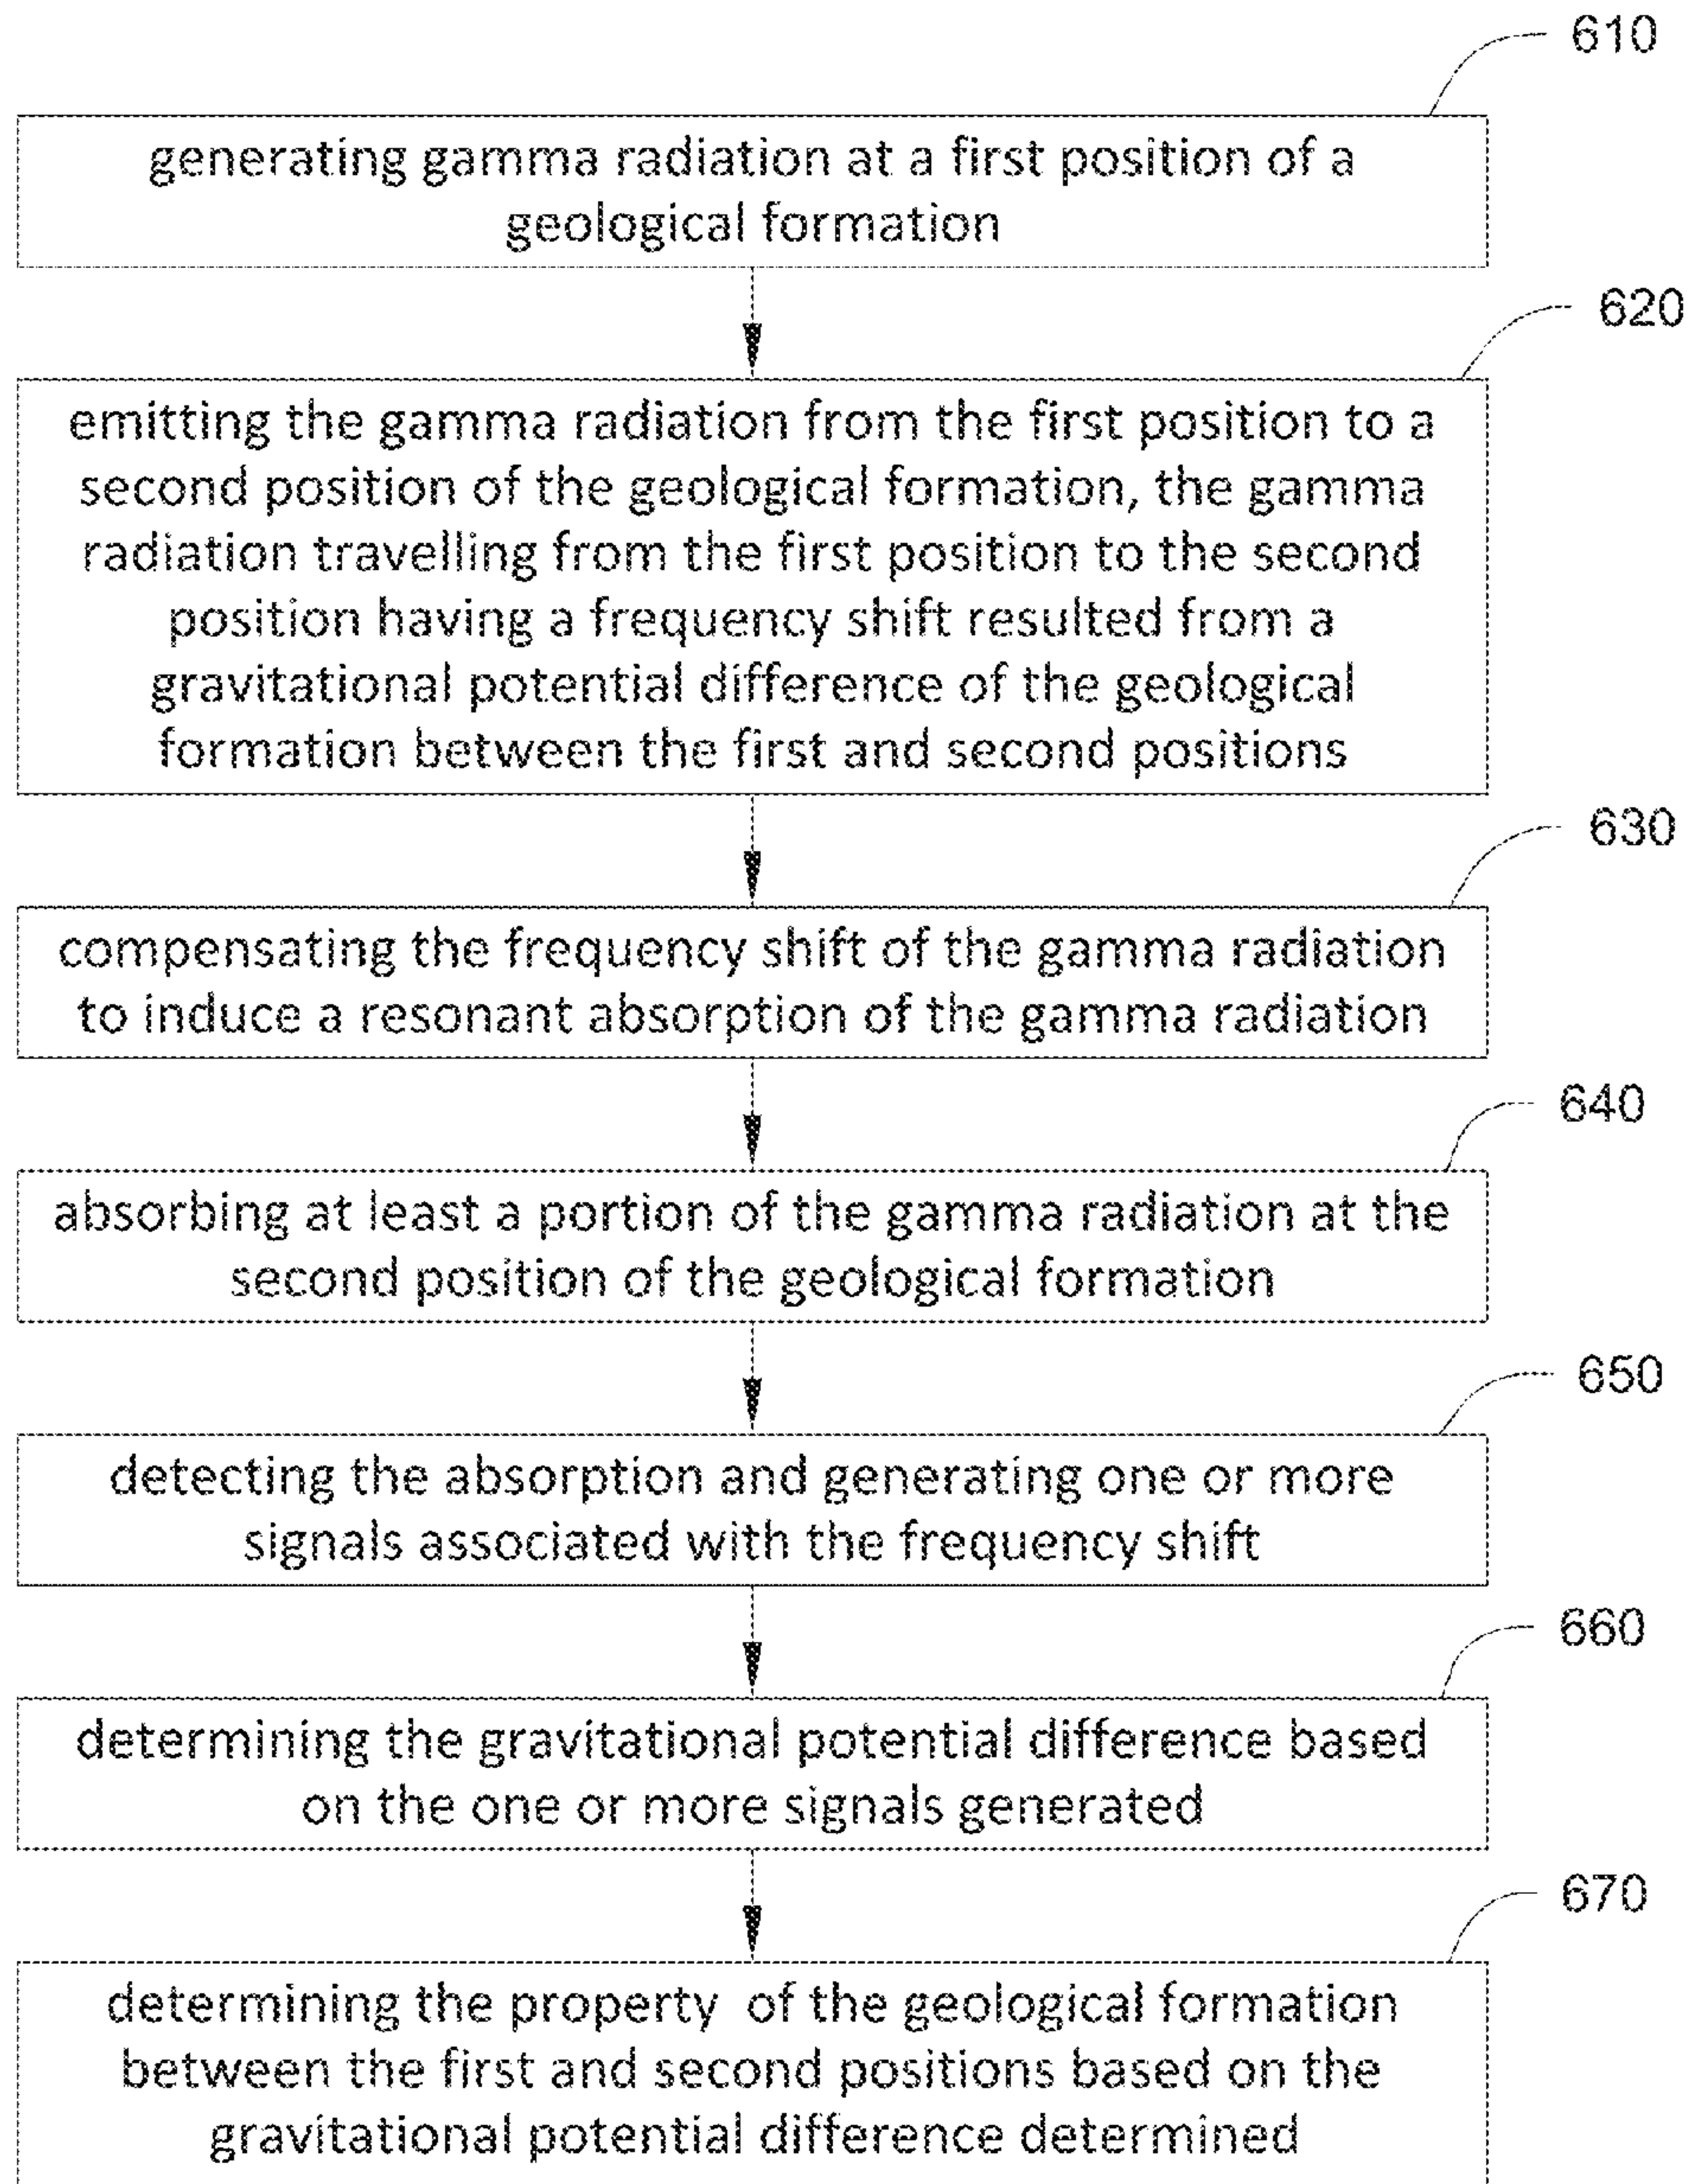 610
generating gamma radiation at a first position of a
geological formation
620
emitting the gamma radiation from the first position to a
second position of the geological formation, the gamma
radiation travelling from the first position to the second
position having a frequency shift resulted from a
gravitational potential difference of the geological
formation between the first and second positions
630
compensating the frequency shift of the gamma radiation
to induce a resonant absorption of the gamma radiation
640
absorbing at least a portion of the gamma radiation at the
second position of the geological formation
650
detecting the absorption and generating one or more
signals associated with the frequency shift
660
determining the gravitational potential difference based
on the one or more signals generated
670
determining the property of the geological formation
between the first and second positions based on the
gravitational potential difference determined